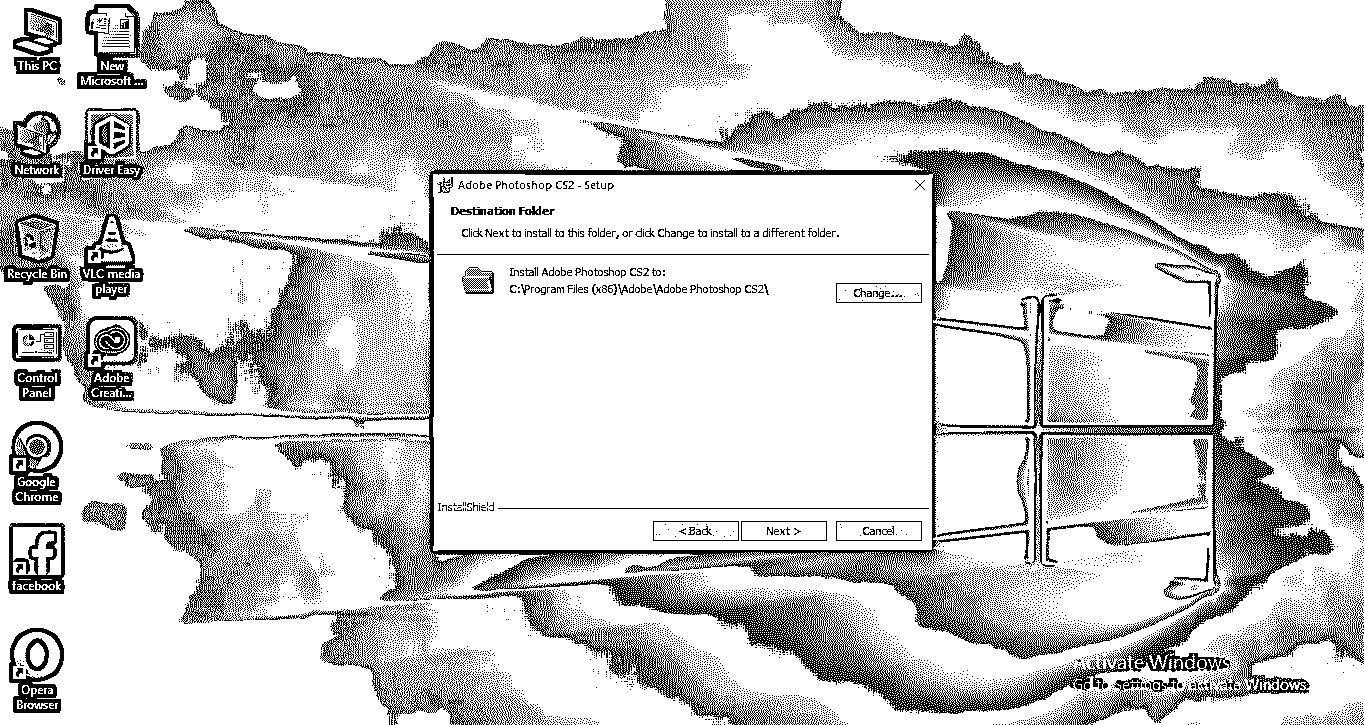 This PC
New
Microsoft ...
Network
Driver Easy
Recycle Bin
VLC media
player
Control
Panel
Adobe
Creati...
Google
Chrome
facebook
Opera
Browser
Adobe Photoshop CS2 - Setup
Destination Folder
Click Next to install to this folder, or click Change to install to a different folder.
Install Adobe Photoshop CS2 to:
C:\Program Files (x86)\Adobe\Adobe Photoshop CS2\
Change...
InstallShield
< Back
Next >
Cancel
Activate Windows
Go to Settings to activate Windows.